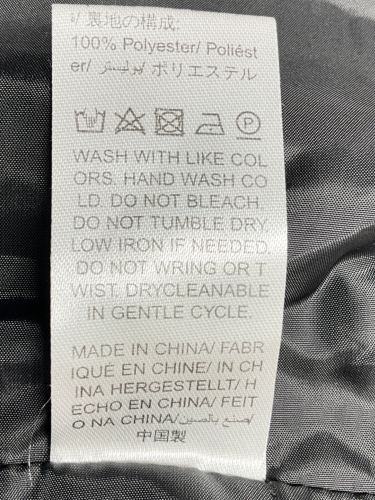 裏地の構成:
100% Polyester/ Poliést
er/ بوليستر/ ポリエステル
WASH WITH LIKE COL
ORS. HAND WASH CO
LD. DO NOT BLEACH.
DO NOT TUMBLE DRY.
LOW IRON IF NEEDED.
DO NOT WRING OR T
WIST. DRYCLEANABLE
IN GENTLE CYCLE.
MADE IN CHINA/ FABR
IQUÉ EN CHINE/ IN CH
INA HERGESTELLT/ H
ECHO EN CHINA/ FEIT
O NA CHINA/صنع بالصين/
中国製